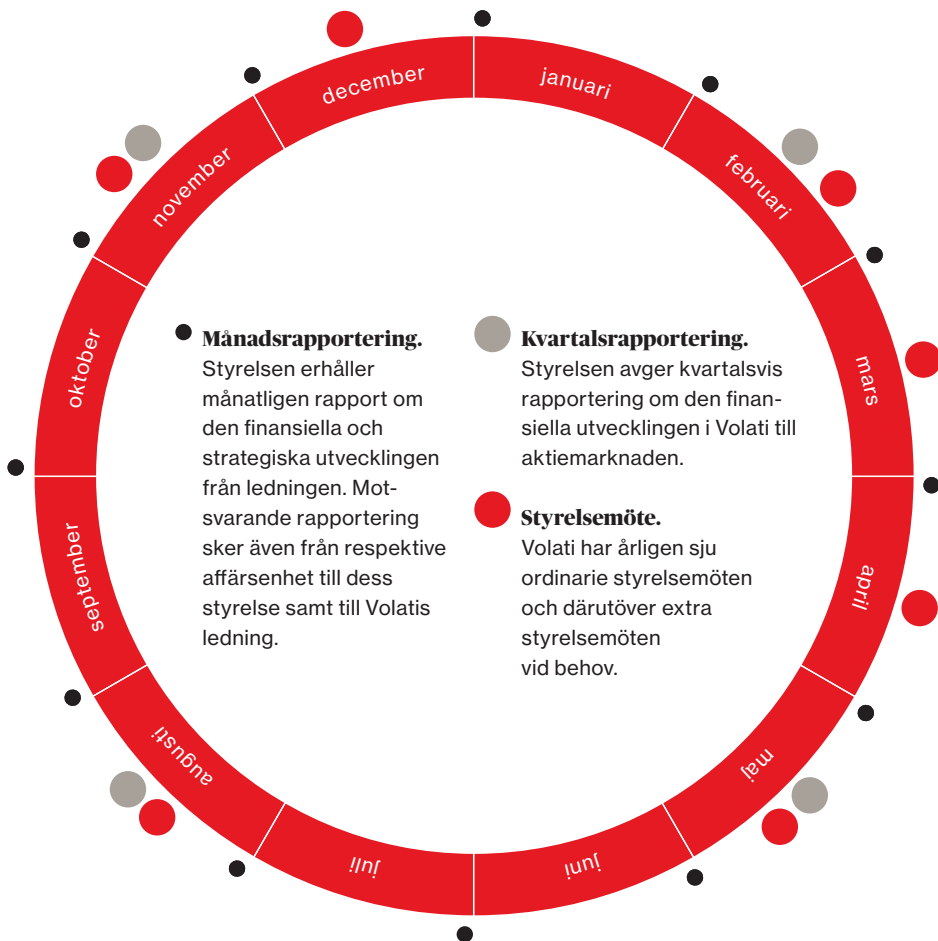 januari
februari
mars
april
maj
juni
juli
augusti
september
oktober
november
december
Månadsrapportering.
Styrelsen erhåller
månatligen rapport om
den finansiella och
strategiska utvecklingen
från ledningen. Mot-
svarande rapportering
sker även från respektive
affärsenhet till dess
styrelse samt till Volatis
ledning.
Kvartalsrapportering.
Styrelsen avger kvartalsvis
rapportering om den finan-
siella utvecklingen i Volati till
aktiemarknaden.
Styrelsemöte.
Volati har årligen sju
ordinarie styrelsemöten
och därutöver extra
styrelsemöten
vid behov.